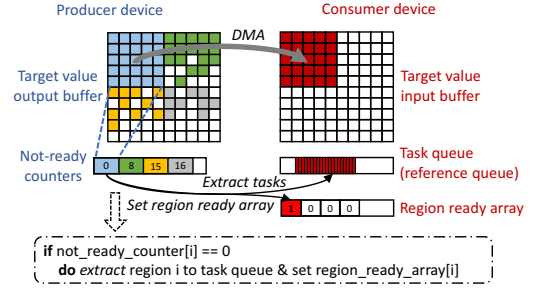 Producer device
Consumer device
DMA
Target value
output buffer
Target value
input buffer
Not-ready
counters
0 8 15 16
Task queue
(reference queue)
Extract tasks
Set region ready array
1 0 0 0
Region ready array
if not_ready_counter[i] == 0
do extract region i to task queue & set region_ready_array[i]